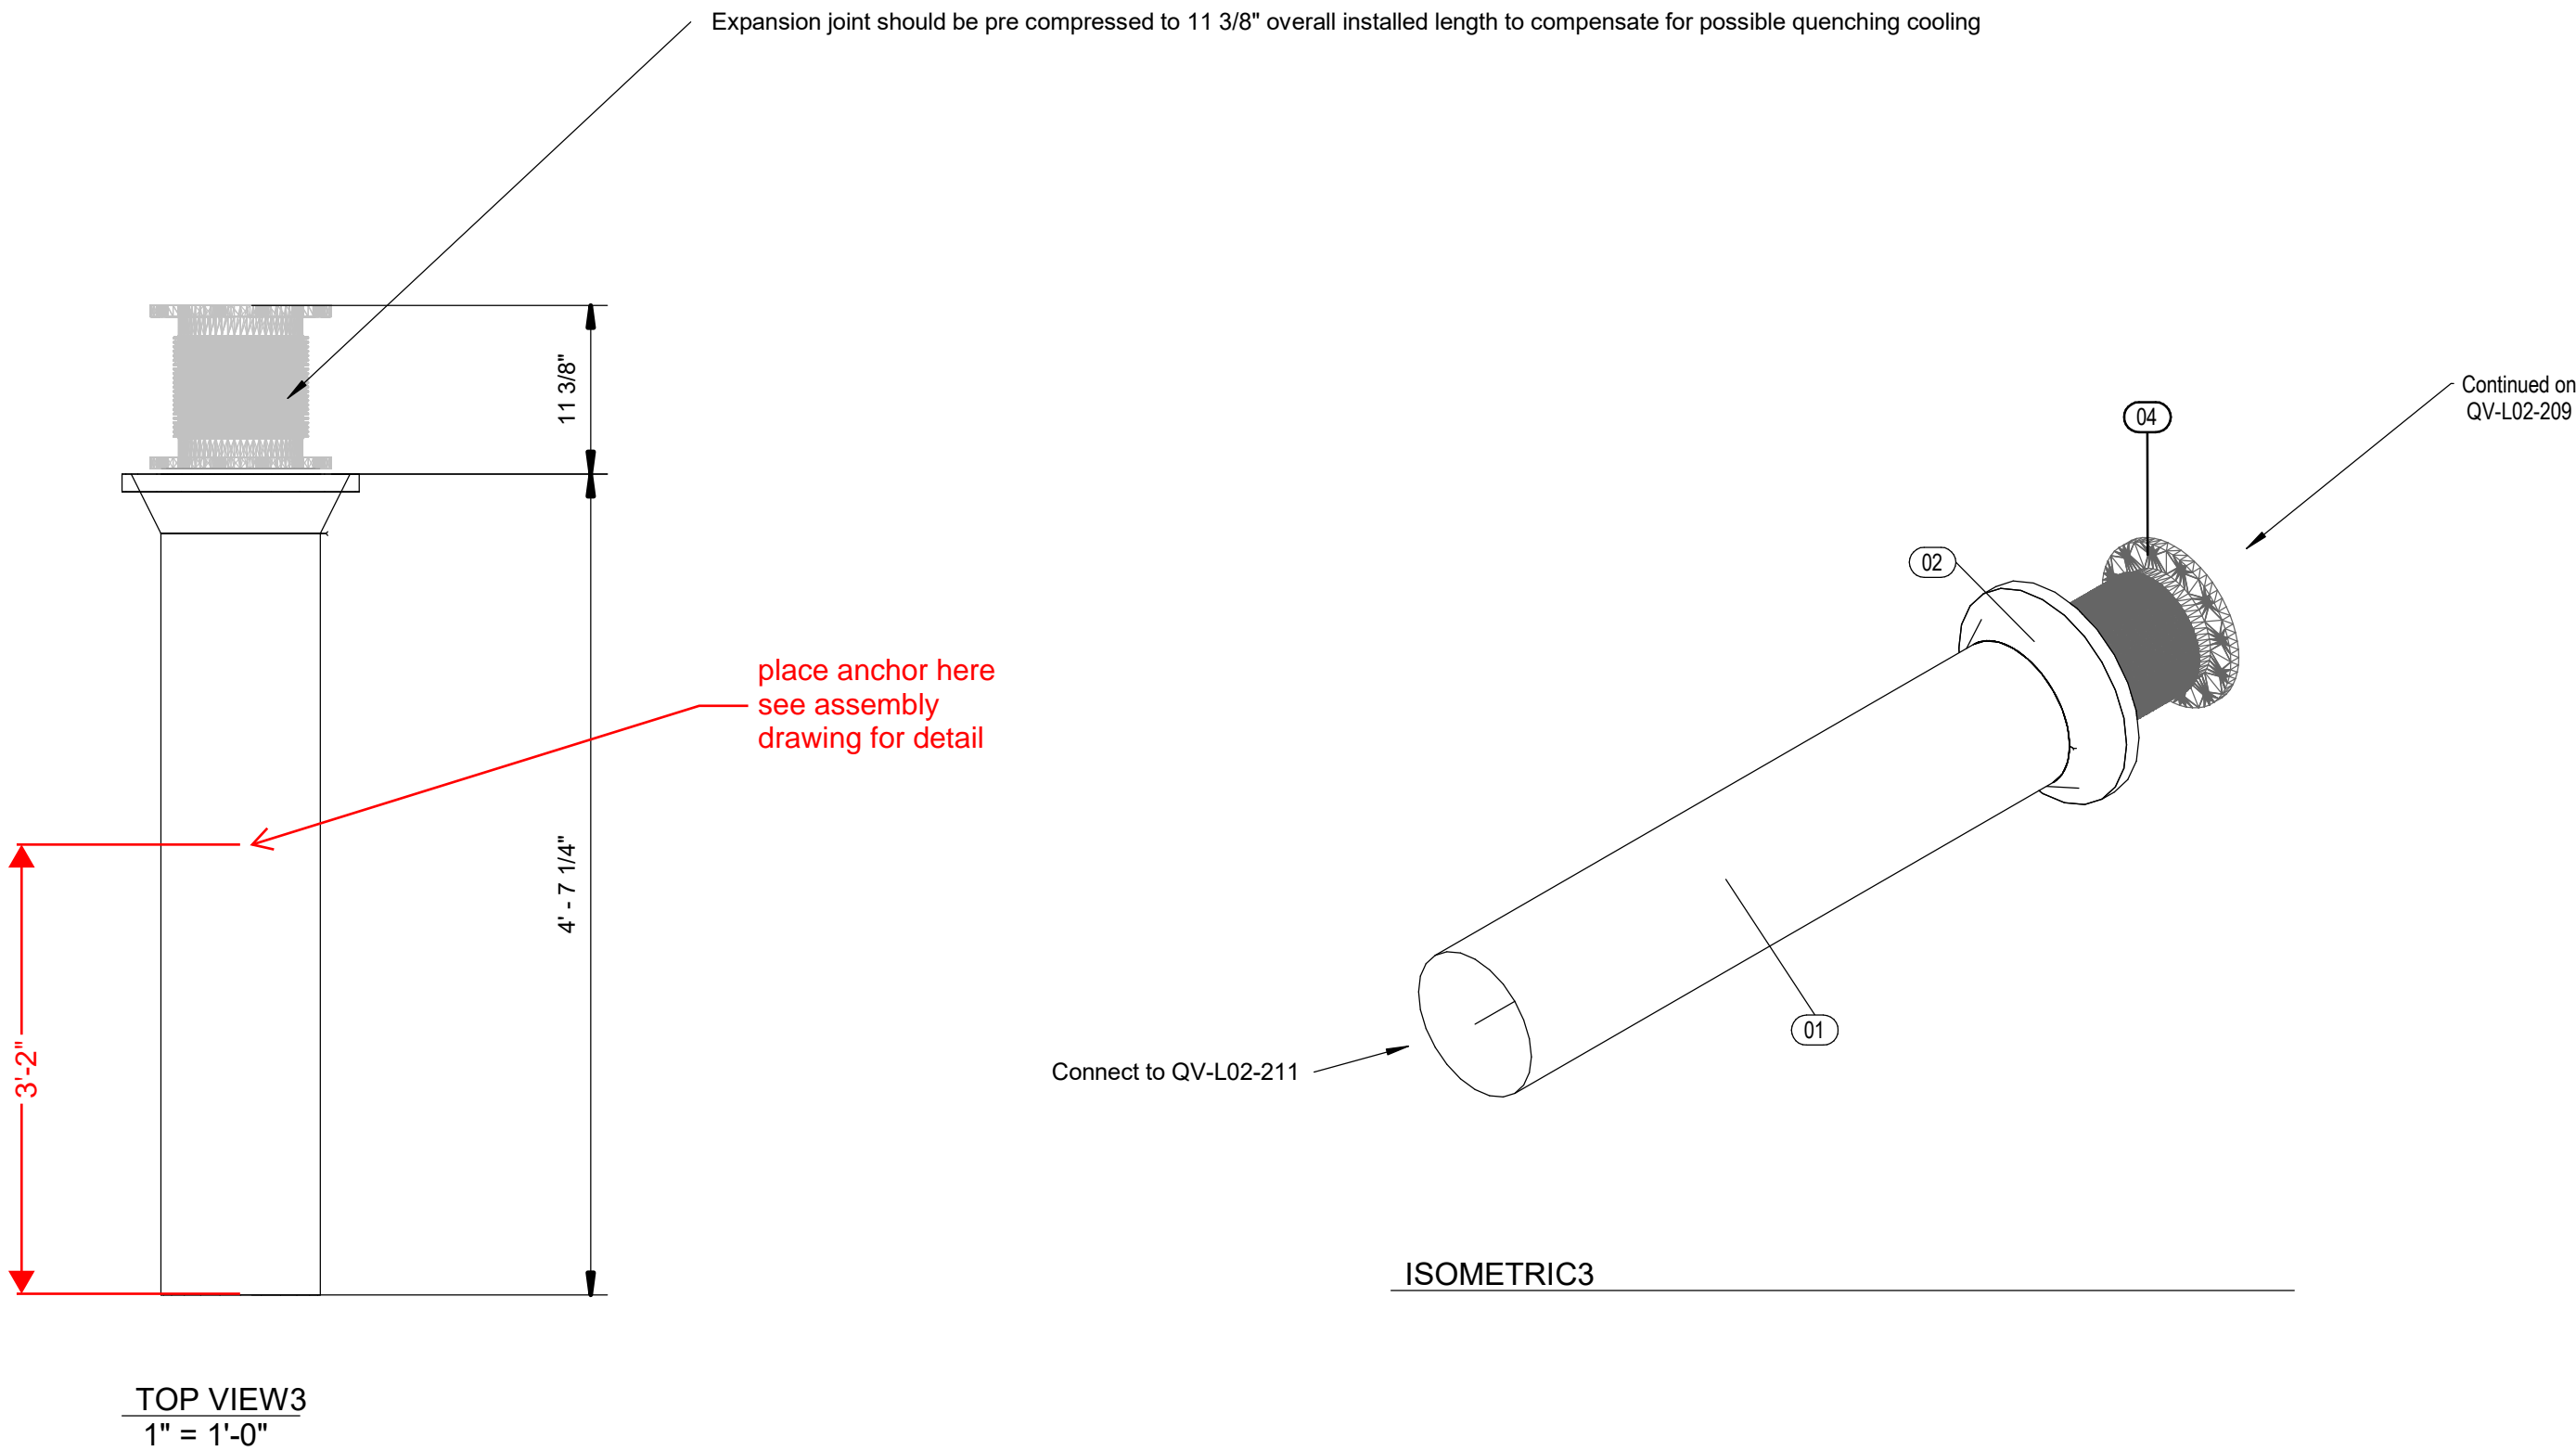 Expansion joint should be pre compressed to 11 3/8" overall installed length to compensate for possible quenching cooling
11 3/8"
place anchor here
see assembly
drawing for detail
4' - 7 1/4"
3'-2"
TOP VIEW3
1" = 1'-0"
Continued on
QV-L02-209
04
02
01
Connect to QV-L02-211
ISOMETRIC3